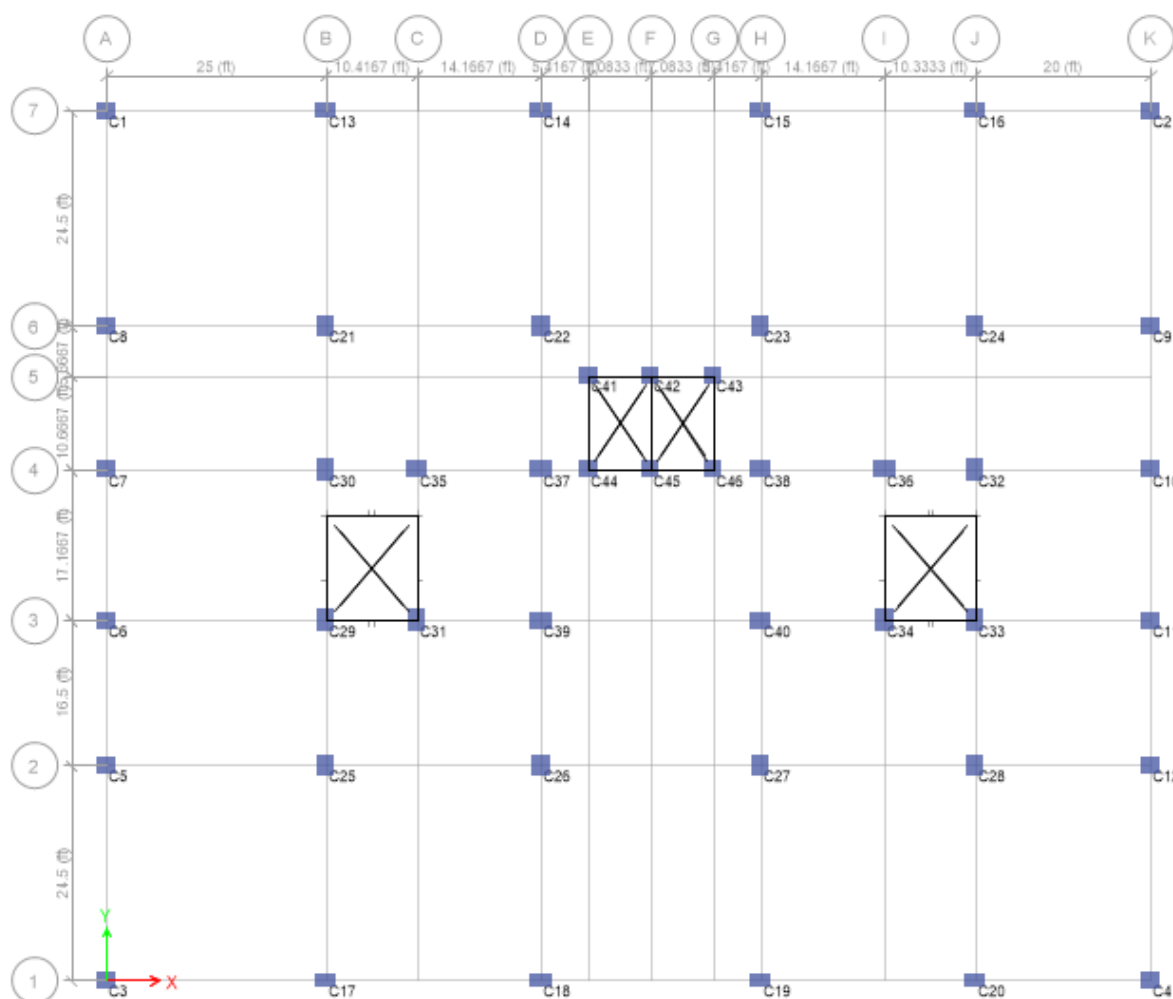 A B C D E F G H I J K
25 (ft) 10.4167 (ft) 14.1667 (ft) 14.1667 (ft) 10.3333 (ft) 20 (ft)
7
C1 C13 C14 C15 C16 C2
24.5 (ft)
6
C8 C21 C22 C23 C24 C9
5
C41 C42 C43
10.6667 (ft)
4
C7 C30 C35 C37 C44 C45 C46 C38 C36 C32
17.1667 (ft)
3
C6 C29 C31 C39 C40 C34 C33
16.5 (ft)
2
C5 C25 C26 C27 C28
24.5 (ft)
Y
1 X
C3 C17 C18 C19 C20 C4